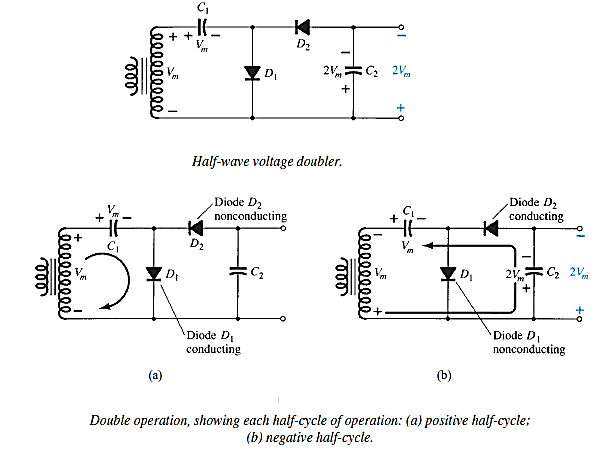 C1
+ + −
Vm
D2
−
−
Vm
D1
2Vm
C2
2Vm
+
−
+
Half-wave voltage doubler.
Diode D2
nonconducting
+ Vm −
C1
D2
+
Vm
D1
C2
−
Diode D1
conducting
(a)
Diode D2
conducting
+ C1 −
Vm
−
−
−
Vm
D1
2Vm
C2
2Vm
+
+
+
Diode D1
nonconducting
(b)
Double operation, showing each half-cycle of operation: (a) positive half-cycle;
(b) negative half-cycle.